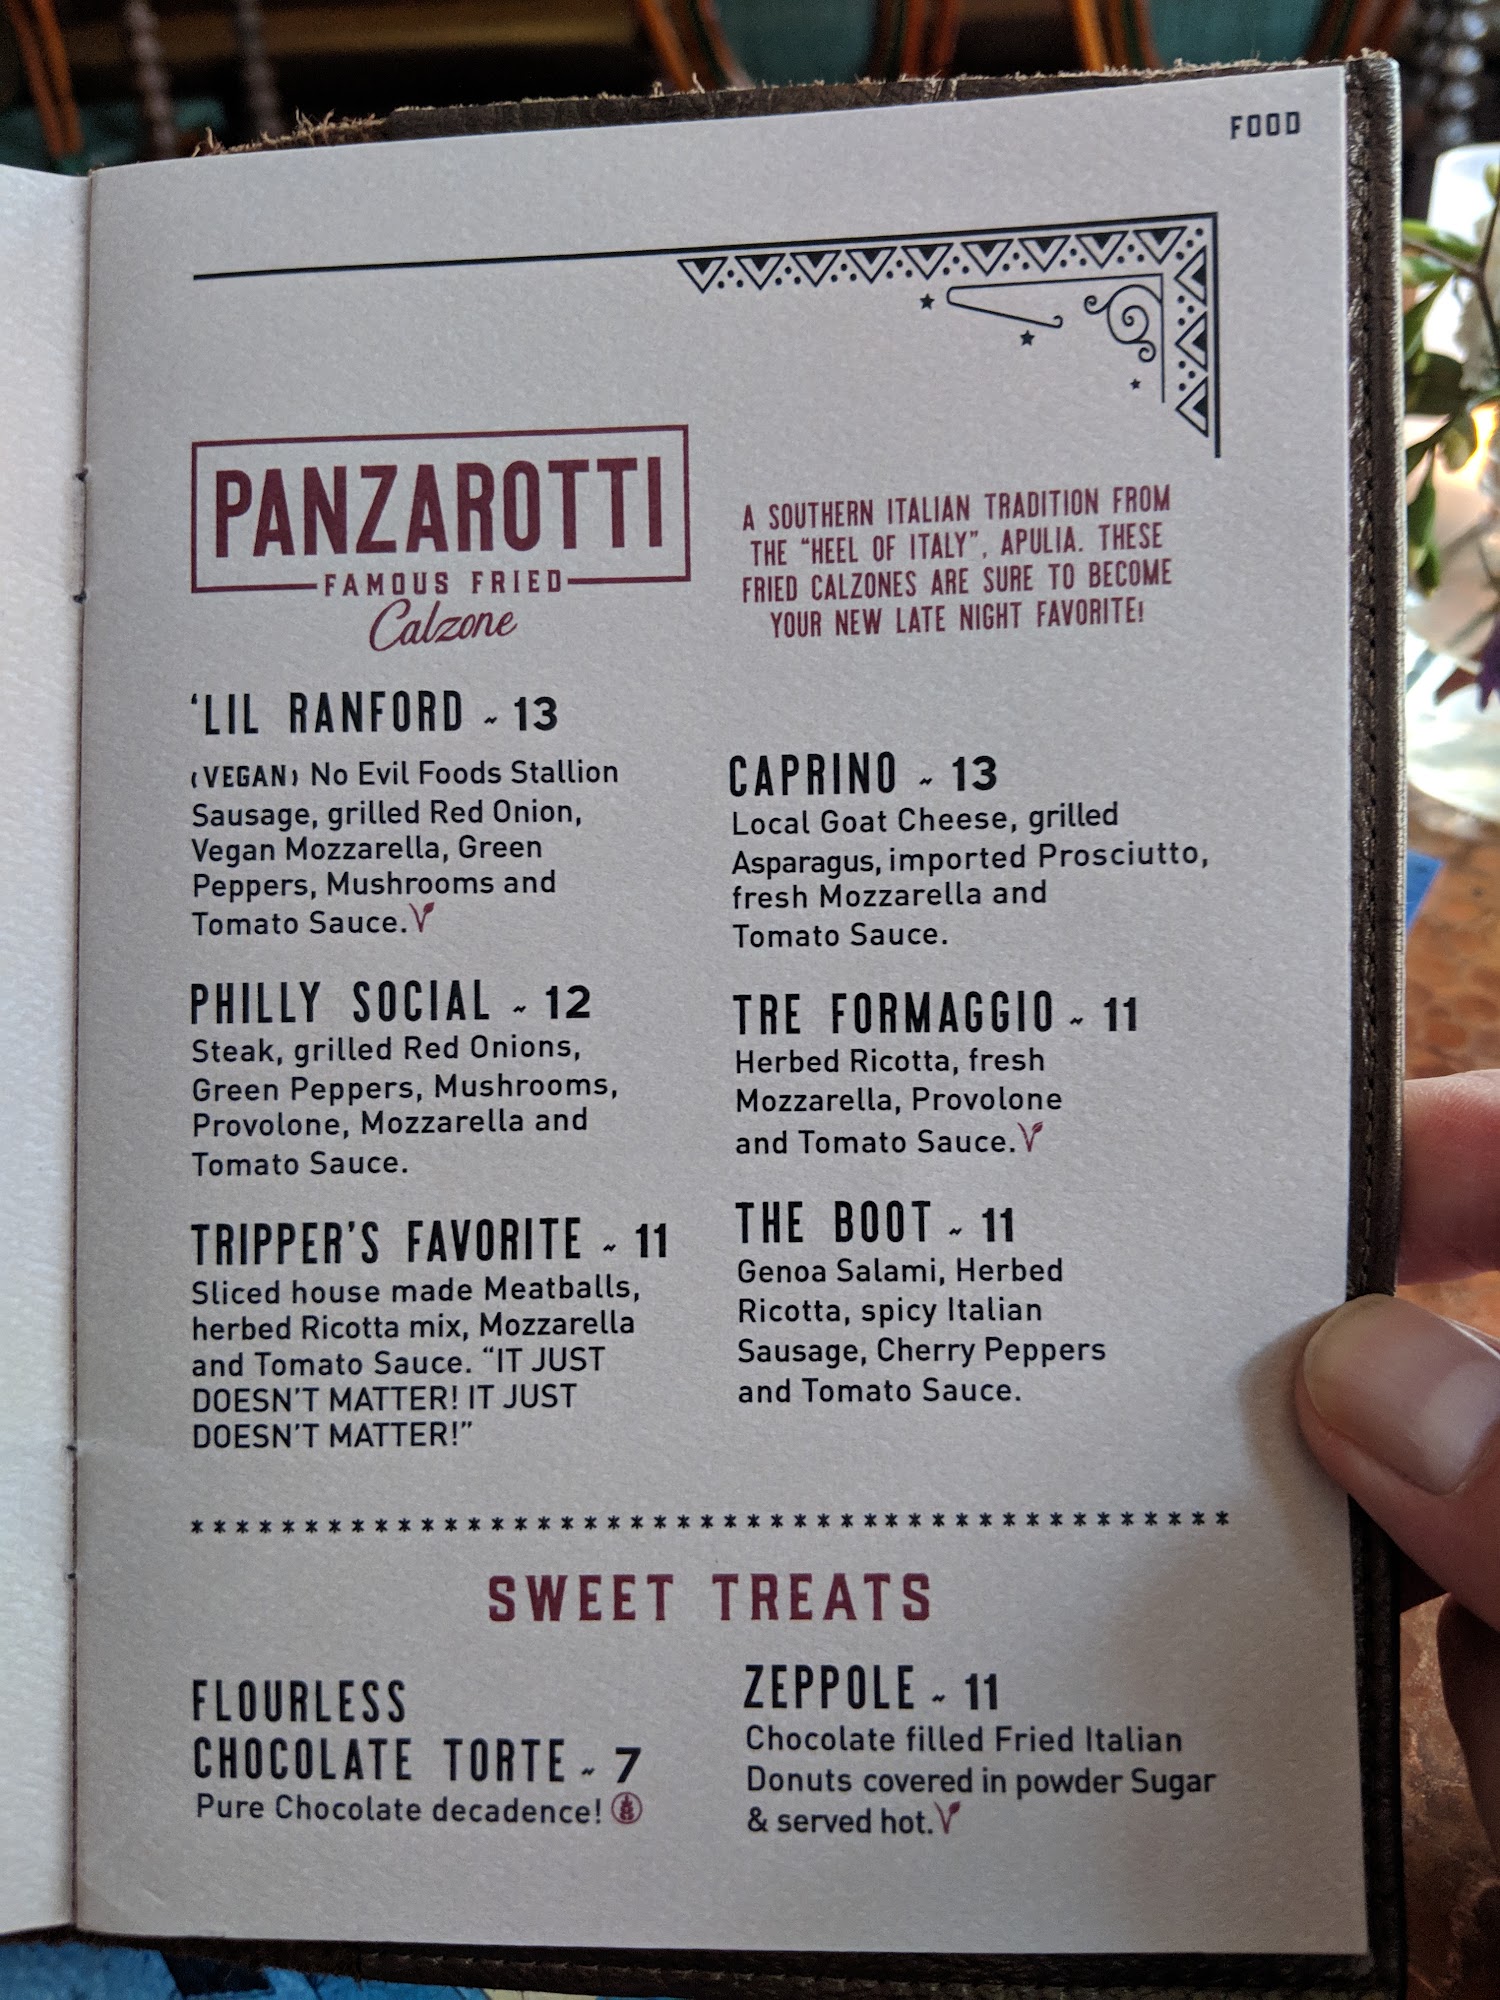 FOOD
PANZAROTTI
FAMOUS FRIED
Calzone
A SOUTHERN ITALIAN TRADITION FROM
THE "HEEL OF ITALY", APULIA. THESE
FRIED CALZONES ARE SURE TO BECOME
YOUR NEW LATE NIGHT FAVORITE!
'LIL RANFORD ~ 13
(VEGAN) No Evil Foods Stallion
Sausage, grilled Red Onion,
Vegan Mozzarella, Green
Peppers, Mushrooms and
Tomato Sauce.V
PHILLY SOCIAL ~ 12
Steak, grilled Red Onions,
Green Peppers, Mushrooms,
Provolone, Mozzarella and
Tomato Sauce.
TRIPPER'S FAVORITE ~ 11
Sliced house made Meatballs,
herbed Ricotta mix, Mozzarella
and Tomato Sauce. "IT JUST
DOESN'T MATTER! IT JUST
DOESN'T MATTER!"
CAPRINO ~ 13
Local Goat Cheese, grilled
Asparagus, imported Prosciutto,
fresh Mozzarella and
Tomato Sauce.
TRE FORMAGGIO ~ 11
Herbed Ricotta, fresh
Mozzarella, Provolone
and Tomato Sauce.V
THE BOOT ~ 11
Genoa Salami, Herbed
Ricotta, spicy Italian
Sausage, Cherry Peppers
and Tomato Sauce.
SWEET TREATS
FLOURLESS
CHOCOLATE TORTE ~ 7
Pure Chocolate decadence!
ZEPPOLE ~ 11
Chocolate filled Fried Italian
Donuts covered in powder Sugar
& served hot.V